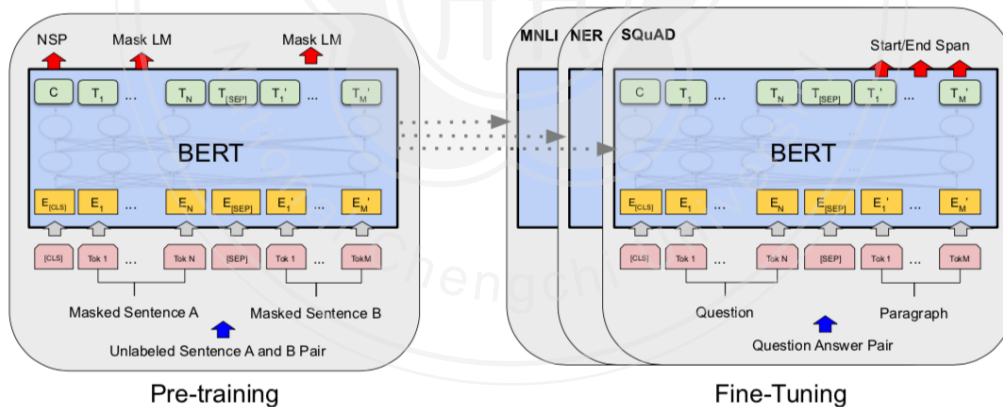 NSP Mask LM Mask LM
C T1 ... TN T[SEP] T1' ... TM'
BERT
E[CLS] E1 ... EN E[SEP] E1' ... EM'
[CLS] Tok 1 ... Tok N [SEP] Tok 1 ... TokM
Masked Sentence A Masked Sentence B
Unlabeled Sentence A and B Pair
Pre-training
MNLI NER SQuAD
Start/End Span
C T1 ... TN T[SEP] T1' ... TM'
BERT
E[CLS] E1 ... EN E[SEP] E1' ... EM'
[CLS] Tok 1 ... Tok N [SEP] Tok 1 ... TokM
Question Paragraph
Question Answer Pair
Fine-Tuning